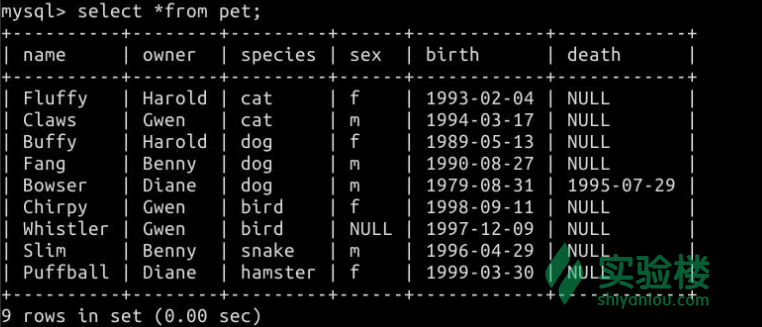 mysql> select *from pet;
+----------+--------+---------+------+------------+------------+
| name     | owner  | species | sex  | birth      | death      |
+----------+--------+---------+------+------------+------------+
| Fluffy   | Harold | cat     | f    | 1993-02-04 | NULL       |
| Claws    | Gwen   | cat     | m    | 1994-03-17 | NULL       |
| Buffy    | Harold | dog     | f    | 1989-05-13 | NULL       |
| Fang     | Benny  | dog     | m    | 1990-08-27 | NULL       |
| Bowser   | Diane  | dog     | m    | 1979-08-31 | 1995-07-29 |
| Chirpy   | Gwen   | bird    | f    | 1998-09-11 | NULL       |
| Whistler | Gwen   | bird    | NULL | 1997-12-09 | NULL       |
| Slim     | Benny  | snake   | m    | 1996-04-29 | NULL       |
| Puffball | Diane  | hamster | f    | 1999-03-30 | NULL       |
+----------+--------+---------+------+------------+------------+
9 rows in set (0.00 sec)
实验楼
shiyanlou.com